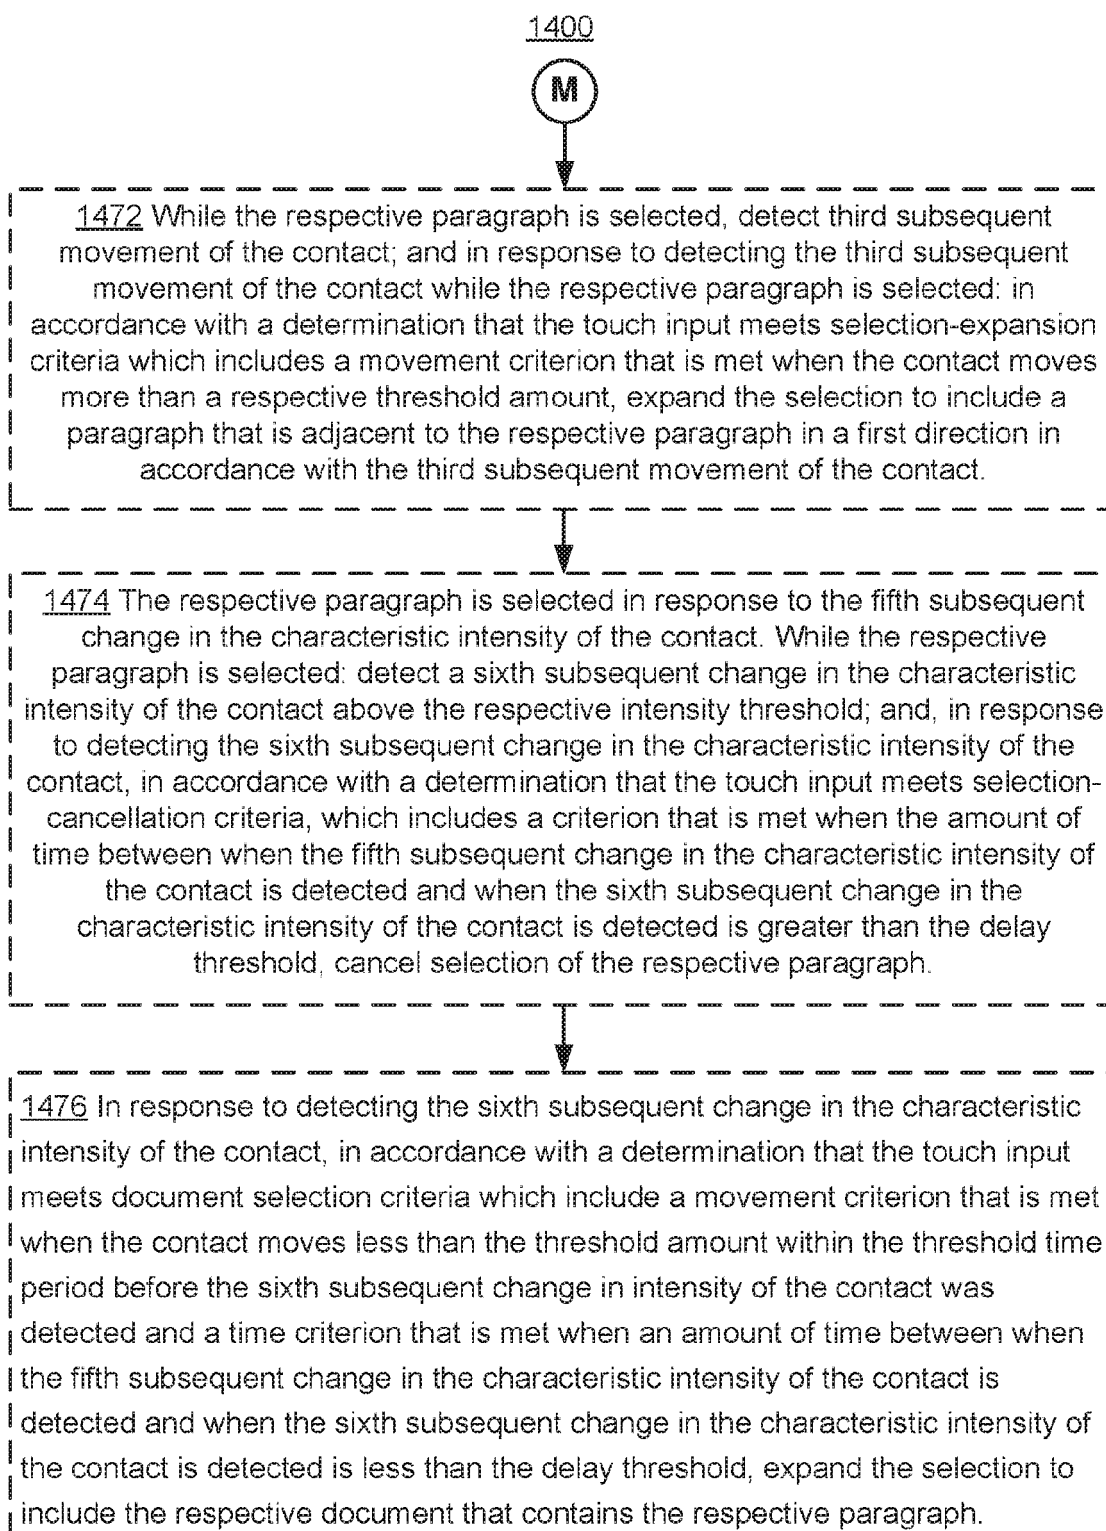 1400
M
1472 While the respective paragraph is selected, detect third subsequent
movement of the contact; and in response to detecting the third subsequent
movement of the contact while the respective paragraph is selected: in
accordance with a determination that the touch input meets selection-expansion
criteria which includes a movement criterion that is met when the contact moves
more than a respective threshold amount, expand the selection to include a
paragraph that is adjacent to the respective paragraph in a first direction in
accordance with the third subsequent movement of the contact.
1474 The respective paragraph is selected in response to the fifth subsequent
change in the characteristic intensity of the contact. While the respective
paragraph is selected: detect a sixth subsequent change in the characteristic
intensity of the contact above the respective intensity threshold; and, in response
to detecting the sixth subsequent change in the characteristic intensity of the
contact, in accordance with a determination that the touch input meets selection-
cancellation criteria, which includes a criterion that is met when the amount of
time between when the fifth subsequent change in the characteristic intensity of
the contact is detected and when the sixth subsequent change in the
characteristic intensity of the contact is detected is greater than the delay
threshold, cancel selection of the respective paragraph.
1476 In response to detecting the sixth subsequent change in the characteristic
intensity of the contact, in accordance with a determination that the touch input
meets document selection criteria which include a movement criterion that is met
when the contact moves less than the threshold amount within the threshold time
period before the sixth subsequent change in intensity of the contact was
detected and a time criterion that is met when an amount of time between when
the fifth subsequent change in the characteristic intensity of the contact is
detected and when the sixth subsequent change in the characteristic intensity of
the contact is detected is less than the delay threshold, expand the selection to
include the respective document that contains the respective paragraph.